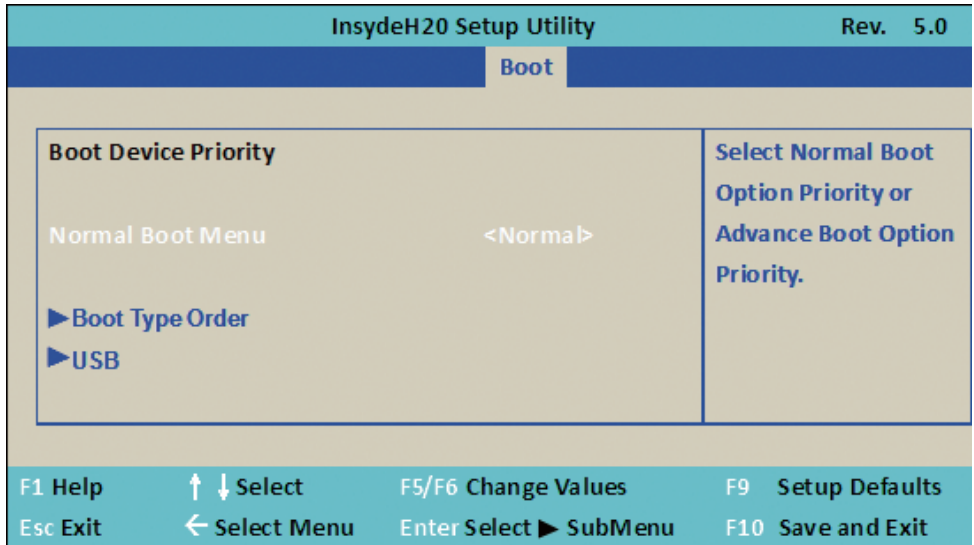 InsydeH20 Setup Utility Rev. 5.0
Boot
Boot Device Priority
Normal Boot Menu <Normal>
▶Boot Type Order
▶USB
Select Normal Boot
Option Priority or
Advance Boot Option
Priority.
F1 Help ↑ ↓ Select F5/F6 Change Values F9 Setup Defaults
Esc Exit ← Select Menu Enter Select ▶ SubMenu F10 Save and Exit